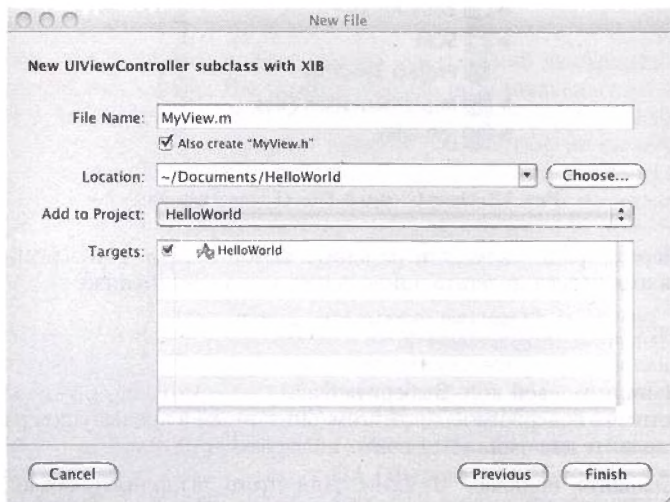 New File
New UIViewController subclass with XIB
File Name: MyView.m
Also create "MyView.h"
Location: ~/Documents/HelloWorld Choose...
Add to Project: HelloWorld
Targets: HelloWorld
Cancel Previous Finish